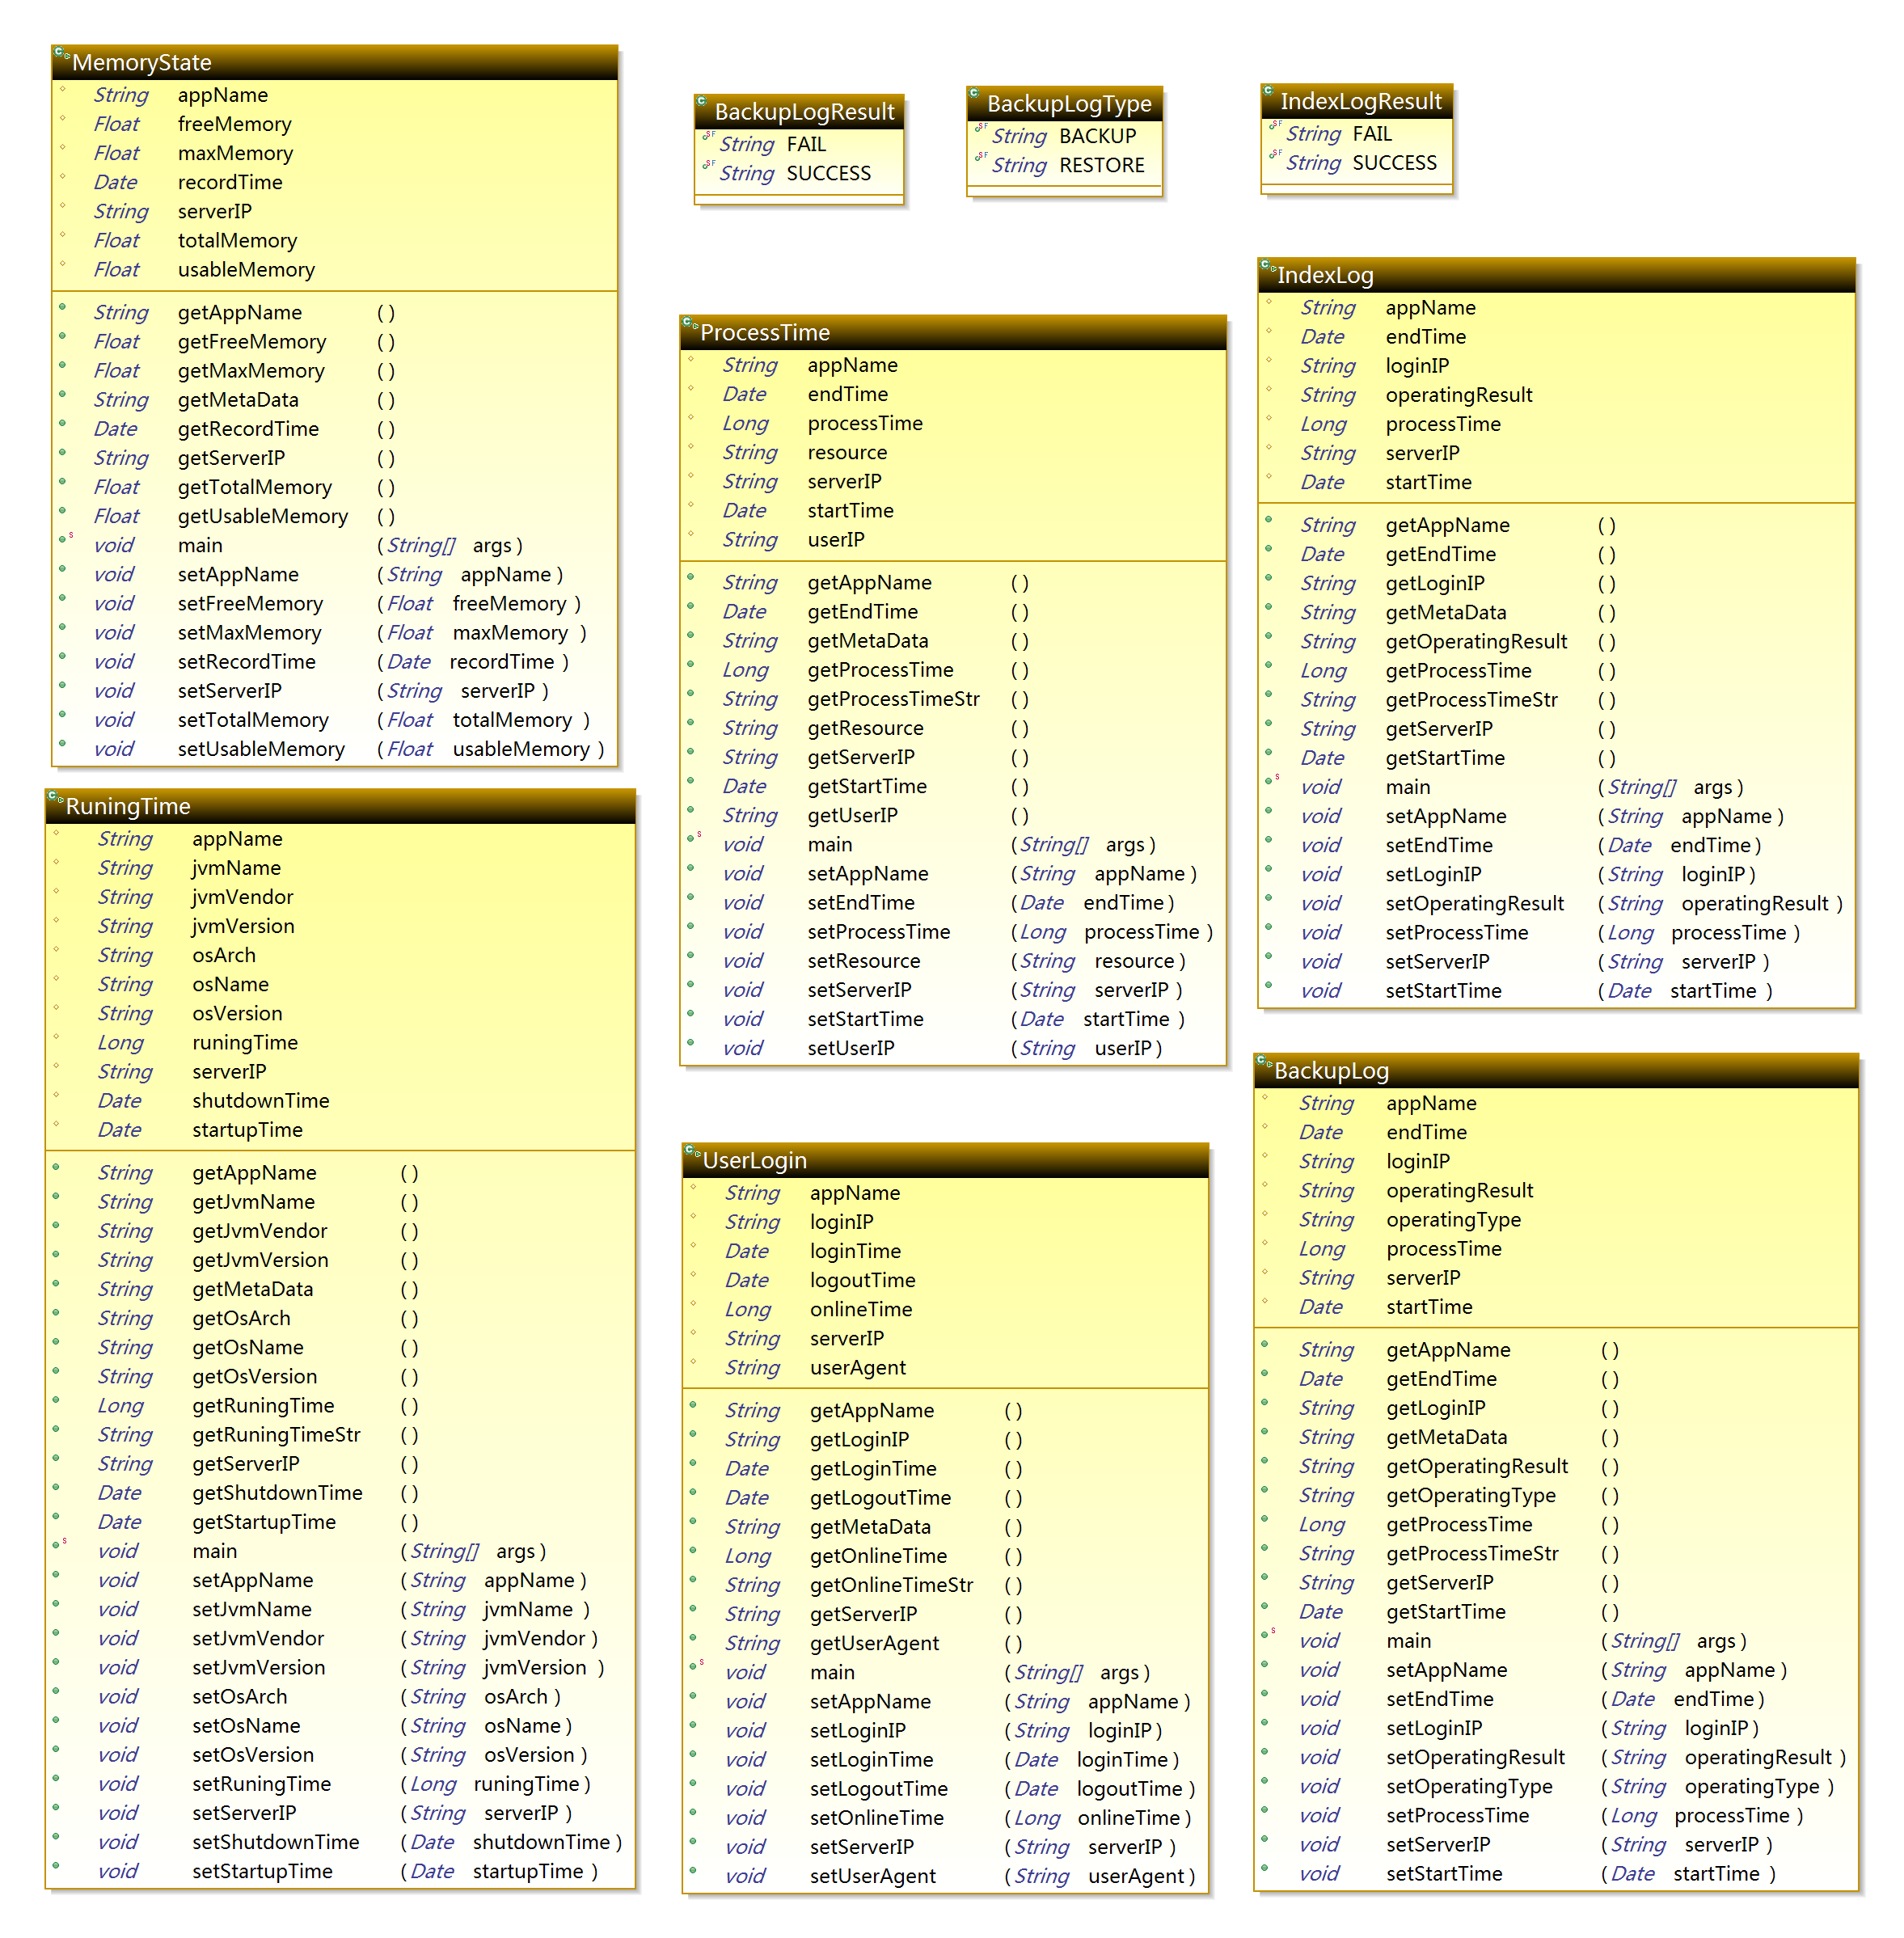 MemoryState
String appName
Float freeMemory
Float maxMemory
Date recordTime
String serverIP
Float totalMemory
Float usableMemory
String getAppName ( )
Float getFreeMemory ( )
Float getMaxMemory ( )
String getMetaData ( )
Date getRecordTime ( )
String getServerIP ( )
Float getTotalMemory ( )
Float getUsableMemory ( )
S void main ( String[] args )
void setAppName ( String appName )
void setFreeMemory ( Float freeMemory )
void setMaxMemory ( Float maxMemory )
void setRecordTime ( Date recordTime )
void setServerIP ( String serverIP )
void setTotalMemory ( Float totalMemory )
void setUsableMemory ( Float usableMemory )
BackupLogResult
SF String FAIL
SF String SUCCESS
BackupLogType
SF String BACKUP
SF String RESTORE
IndexLogResult
SF String FAIL
SF String SUCCESS
ProcessTime
String appName
Date endTime
Long processTime
String resource
String serverIP
Date startTime
String userIP
String getAppName ( )
Date getEndTime ( )
String getMetaData ( )
Long getProcessTime ( )
String getProcessTimeStr ( )
String getResource ( )
String getServerIP ( )
Date getStartTime ( )
String getUserIP ( )
S void main ( String[] args )
void setAppName ( String appName )
void setEndTime ( Date endTime )
void setProcessTime ( Long processTime )
void setResource ( String resource )
void setServerIP ( String serverIP )
void setStartTime ( Date startTime )
void setUserIP ( String userIP )
IndexLog
String appName
Date endTime
String loginIP
String operatingResult
Long processTime
String serverIP
Date startTime
String getAppName ( )
Date getEndTime ( )
String getLoginIP ( )
String getMetaData ( )
String getOperatingResult ( )
Long getProcessTime ( )
String getProcessTimeStr ( )
String getServerIP ( )
Date getStartTime ( )
S void main ( String[] args )
void setAppName ( String appName )
void setEndTime ( Date endTime )
void setLoginIP ( String loginIP )
void setOperatingResult ( String operatingResult )
void setProcessTime ( Long processTime )
void setServerIP ( String serverIP )
void setStartTime ( Date startTime )
RuningTime
String appName
String jvmName
String jvmVendor
String jvmVersion
String osArch
String osName
String osVersion
Long runingTime
String serverIP
Date shutdownTime
Date startupTime
String getAppName ( )
String getJvmName ( )
String getJvmVendor ( )
String getJvmVersion ( )
String getMetaData ( )
String getOsArch ( )
String getOsName ( )
String getOsVersion ( )
Long getRuningTime ( )
String getRuningTimeStr ( )
String getServerIP ( )
Date getShutdownTime ( )
Date getStartupTime ( )
S void main ( String[] args )
void setAppName ( String appName )
void setJvmName ( String jvmName )
void setJvmVendor ( String jvmVendor )
void setJvmVersion ( String jvmVersion )
void setOsArch ( String osArch )
void setOsName ( String osName )
void setOsVersion ( String osVersion )
void setRuningTime ( Long runingTime )
void setServerIP ( String serverIP )
void setShutdownTime ( Date shutdownTime )
void setStartupTime ( Date startupTime )
UserLogin
String appName
String loginIP
Date loginTime
Date logoutTime
Long onlineTime
String serverIP
String userAgent
String getAppName ( )
String getLoginIP ( )
Date getLoginTime ( )
Date getLogoutTime ( )
String getMetaData ( )
Long getOnlineTime ( )
String getOnlineTimeStr ( )
String getServerIP ( )
String getUserAgent ( )
S void main ( String[] args )
void setAppName ( String appName )
void setLoginIP ( String loginIP )
void setLoginTime ( Date loginTime )
void setLogoutTime ( Date logoutTime )
void setOnlineTime ( Long onlineTime )
void setServerIP ( String serverIP )
void setUserAgent ( String userAgent )
BackupLog
String appName
Date endTime
String loginIP
String operatingResult
String operatingType
Long processTime
String serverIP
Date startTime
String getAppName ( )
Date getEndTime ( )
String getLoginIP ( )
String getMetaData ( )
String getOperatingResult ( )
String getOperatingType ( )
Long getProcessTime ( )
String getProcessTimeStr ( )
String getServerIP ( )
Date getStartTime ( )
S void main ( String[] args )
void setAppName ( String appName )
void setEndTime ( Date endTime )
void setLoginIP ( String loginIP )
void setOperatingResult ( String operatingResult )
void setOperatingType ( String operatingType )
void setProcessTime ( Long processTime )
void setServerIP ( String serverIP )
void setStartTime ( Date startTime )